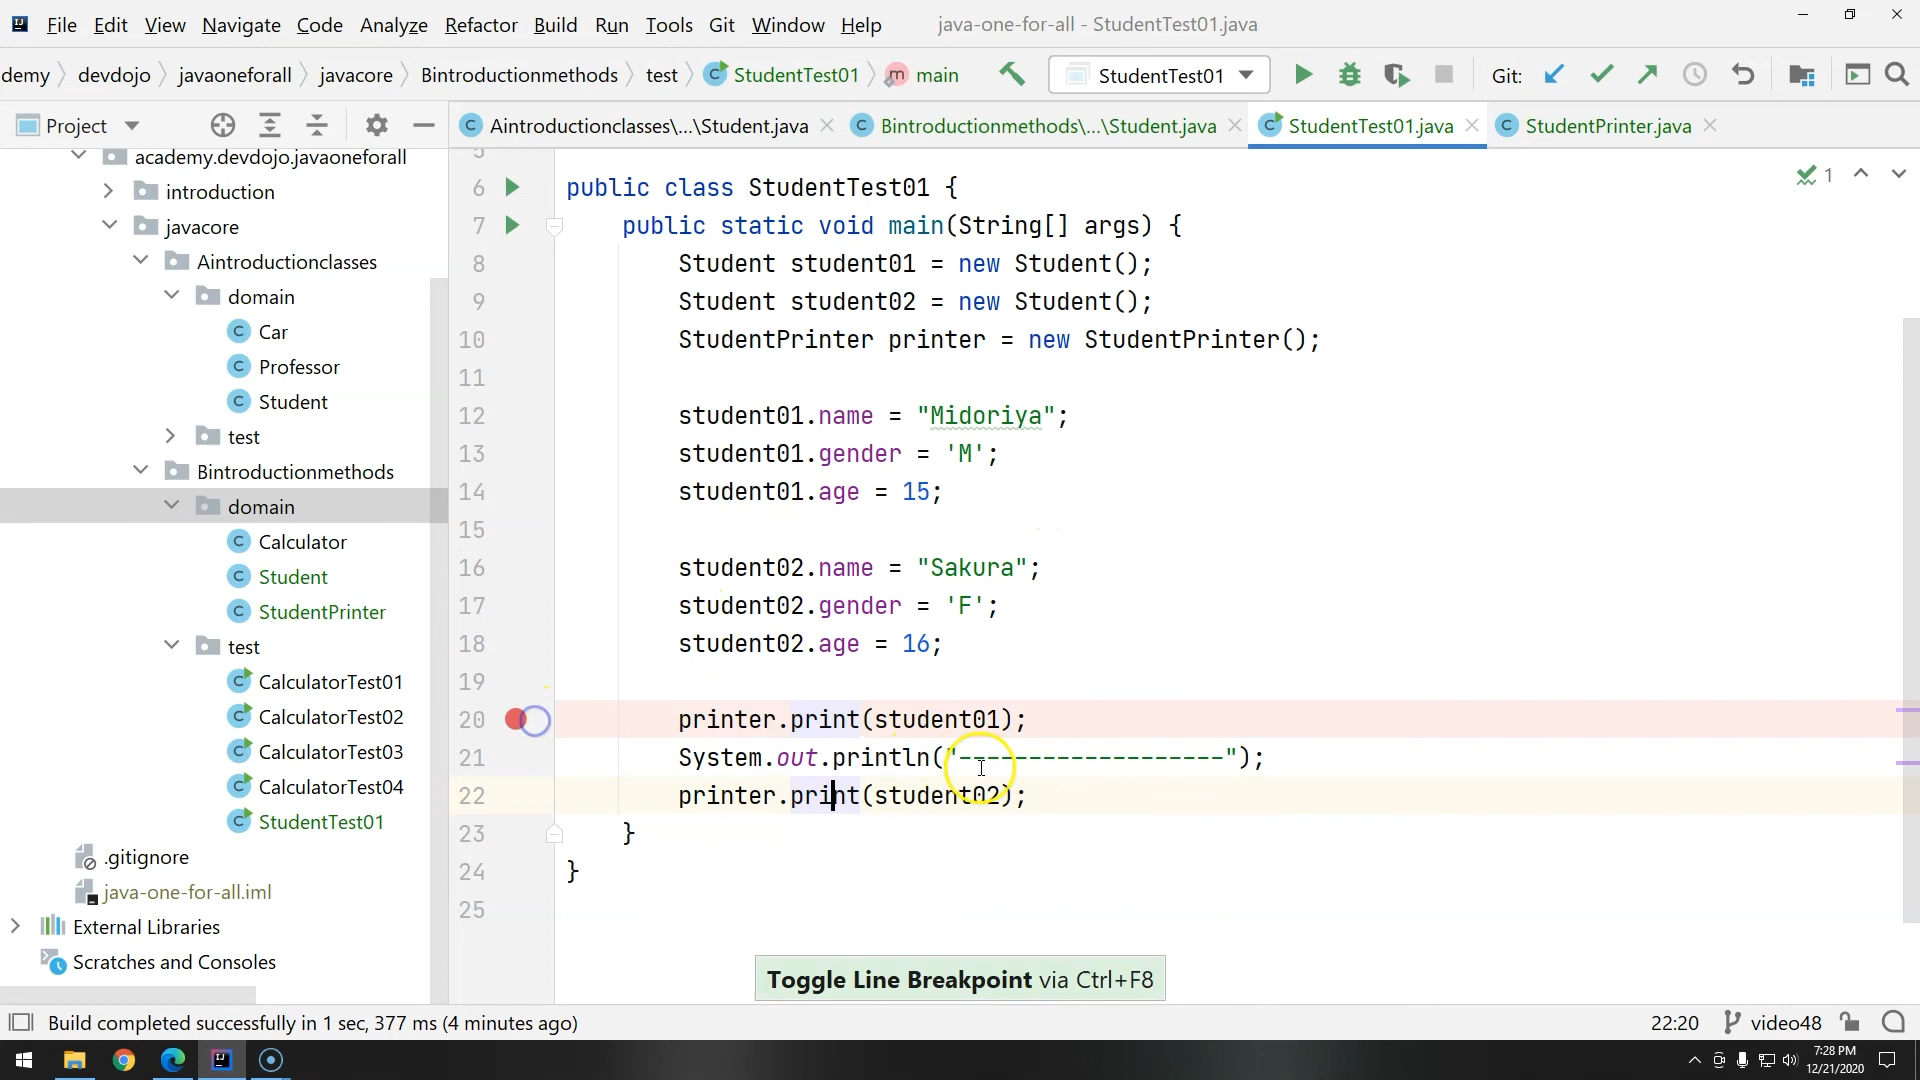 File Edit View Navigate Code Analyze Refactor Build Run Tools Git Window Help java-one-for-all - StudentTest01.java
demy devdojo javaoneforall javacore Bintroductionmethods test StudentTest01 main StudentTest01 Git:
Project
Aintroductionclasses\...\Student.java Bintroductionmethods\...\Student.java StudentTest01.java StudentPrinter.java
academy.devdojo.javaoneforall
introduction
javacore
Aintroductionclasses
domain
Car
Professor
Student
test
Bintroductionmethods
domain
Calculator
Student
StudentPrinter
test
CalculatorTest01
CalculatorTest02
CalculatorTest03
CalculatorTest04
StudentTest01
.gitignore
java-one-for-all.iml
External Libraries
Scratches and Consoles
5
6 public class StudentTest01 {
7 public static void main(String[] args) {
8 Student student01 = new Student();
9 Student student02 = new Student();
10 StudentPrinter printer = new StudentPrinter();
11
12 student01.name = "Midoriya";
13 student01.gender = 'M';
14 student01.age = 15;
15
16 student02.name = "Sakura";
17 student02.gender = 'F';
18 student02.age = 16;
19
20 printer.print(student01);
21 System.out.println("-------------------");
22 printer.print(student02);
23 }
24 }
25
1
Toggle Line Breakpoint via Ctrl+F8
Build completed successfully in 1 sec, 377 ms (4 minutes ago) 22:20 video48
7:28 PM
12/21/2020